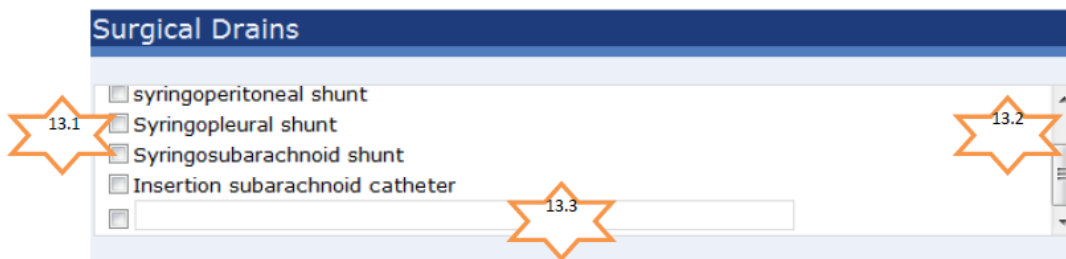 Surgical Drains
syringoperitoneal shunt
13.1
Syringopleural shunt
13.2
Syringosubarachnoid shunt
Insertion subarachnoid catheter
13.3